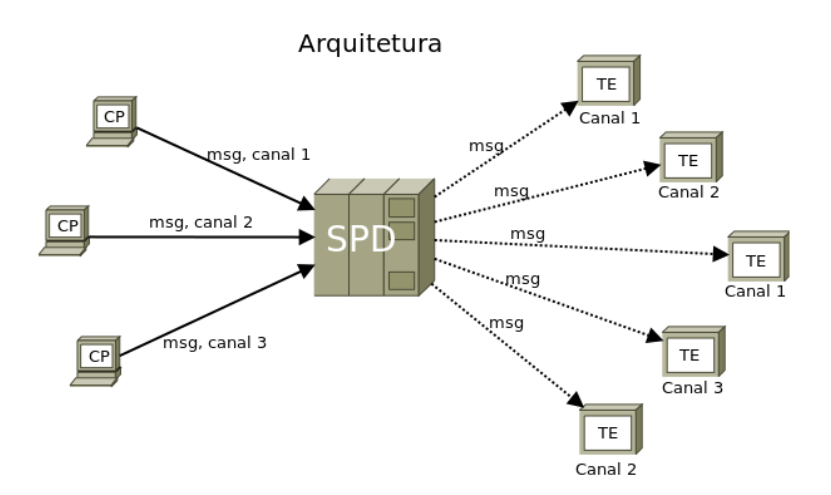 Arquitetura
CP
msg, canal 1
CP
msg, canal 2
CP
msg, canal 3
SPD
msg
TE
Canal 1
msg
TE
Canal 2
msg
TE
Canal 1
msg
TE
Canal 3
msg
TE
Canal 2